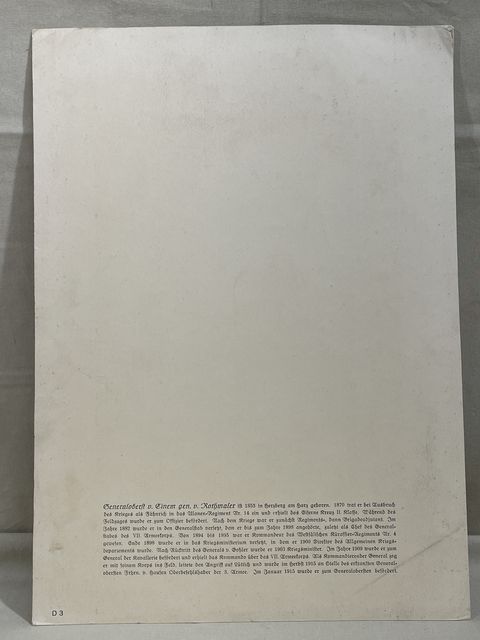 Generaloberst v. Einem gen. v. Rothmaler ist 1853 in Herzberg am Harz geboren. 1870 trat er bei Ausbruch
des Krieges als Fähnrich in das Ulanen-Regiment Nr. 14 ein und erhielt das Eiserne Kreuz II. Klasse. Während des
Feldzuges wurde er zum Offizier befördert. Nach dem Kriege war er zunächst Regiments-, dann Brigadeadjutant. Im
Jahre 1882 wurde er in den Generalstab versetzt, dem er bis zum Jahre 1898 angehörte, zuletzt als Chef des General-
stabes des VII. Armeekorps. Von 1894 bis 1895 war er Kommandeur des Westfälischen Kürassier-Regiments Nr. 4
gewesen. Ende 1898 wurde er in das Kriegsministerium versetzt, in dem er 1900 Direktor des Allgemeinen Kriegs-
departements wurde. Nach Rücktritt des Generals v. Goßler wurde er 1903 Kriegsminister. Im Jahre 1909 wurde er zum
General der Kavallerie befördert und erhielt das Kommando über das VII. Armeekorps. Als Kommandierender General zog
er mit seinem Korps ins Feld, leitete den Angriff auf Lüttich und wurde im Herbst 1915 an Stelle des erkrankten General-
obersten Frhrn. v. Hausen Oberbefehlshaber der 3. Armee. Im Januar 1915 wurde er zum Generalobersten befördert.
D 3